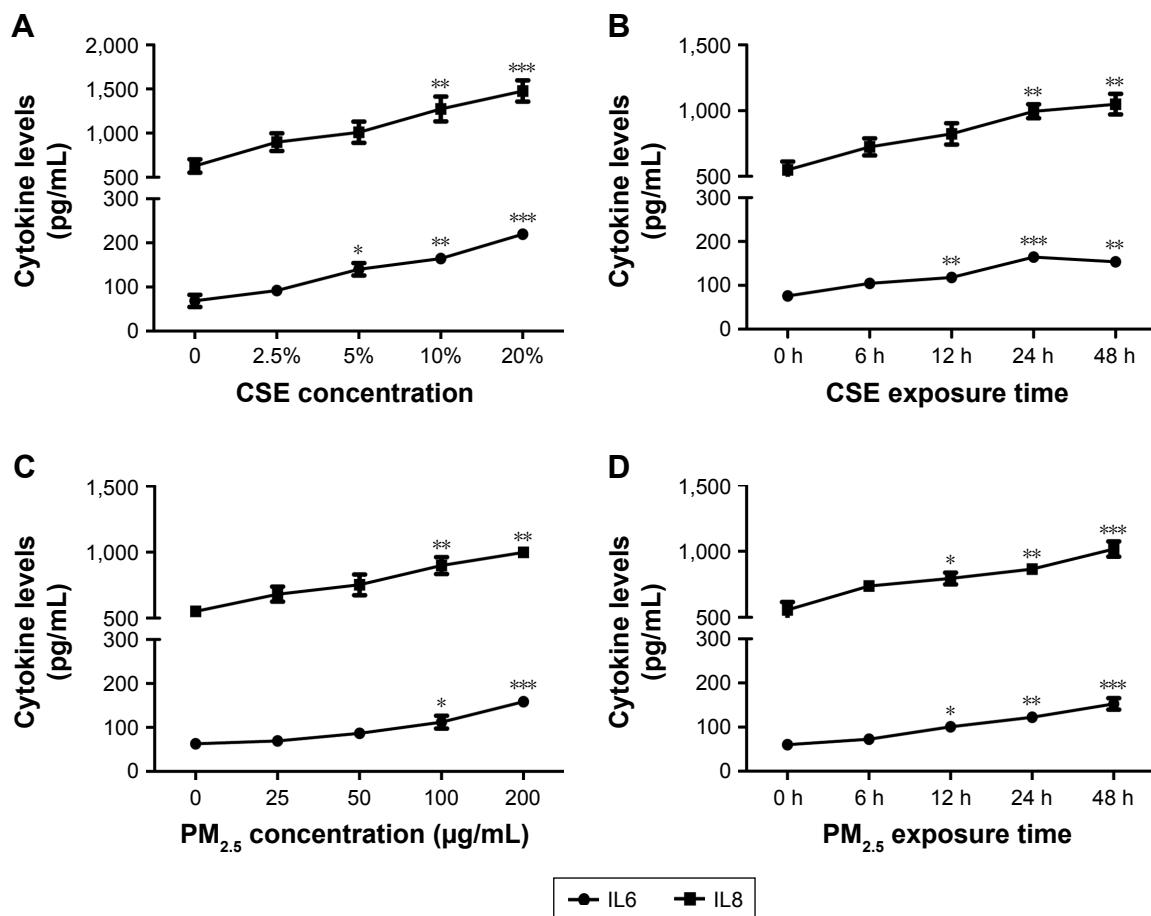 A
Cytokine levels
(pg/mL)
2,000
1,500
1,000
500
300
200
100
0
** ***
* ** ***
0 2.5% 5% 10% 20%
CSE concentration
B
Cytokine levels
(pg/mL)
1,500
1,000
500
300
200
100
0
** **
** *** **
0 h 6 h 12 h 24 h 48 h
CSE exposure time
C
Cytokine levels
(pg/mL)
1,500
1,000
500
300
200
100
0
** **
* ***
0 25 50 100 200
PM2.5 concentration (µg/mL)
D
Cytokine levels
(pg/mL)
1,500
1,000
500
300
200
100
0
* ** ***
* ** ***
0 h 6 h 12 h 24 h 48 h
PM2.5 exposure time
IL6 IL8